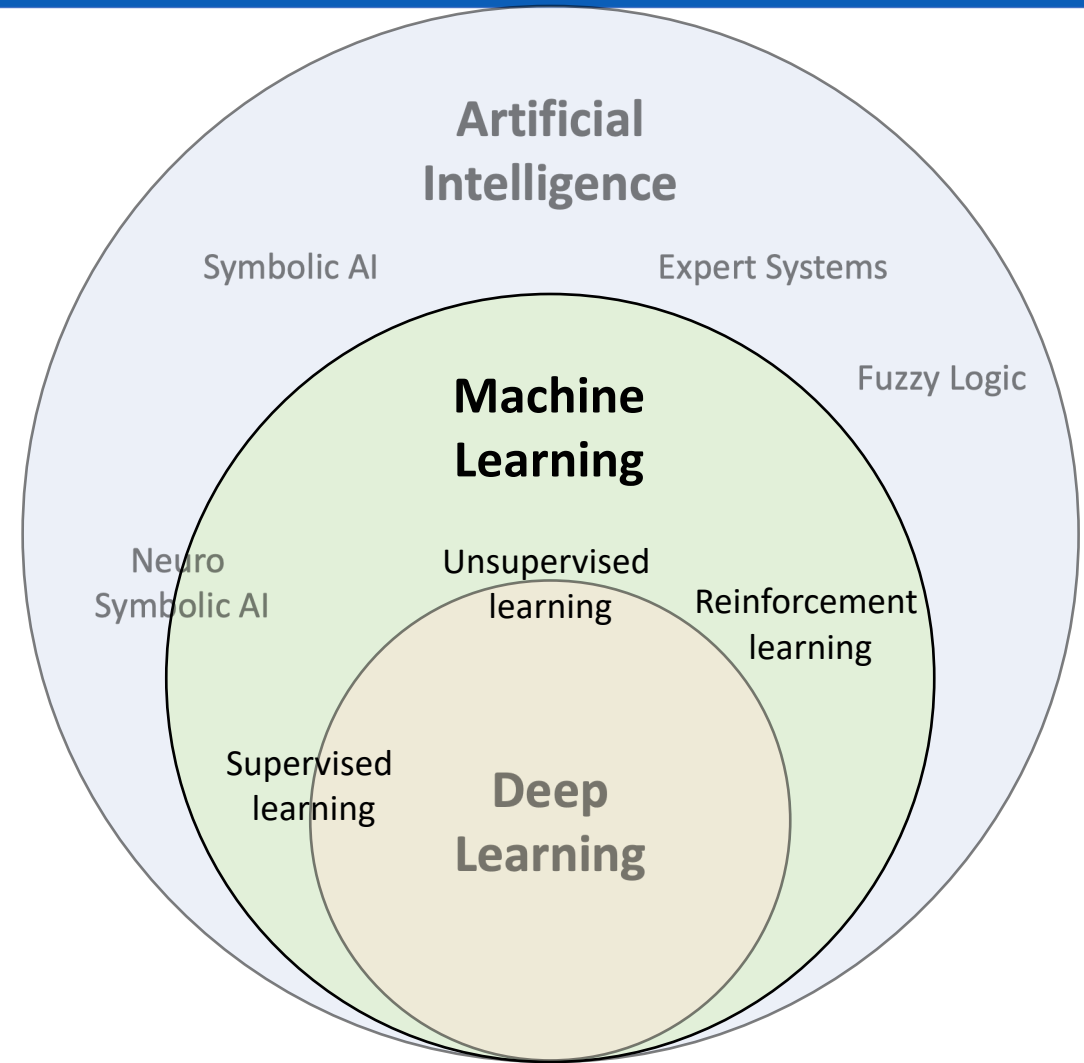 Artificial
Intelligence
Symbolic AI
Expert Systems
Fuzzy Logic
Machine
Learning
Neuro
Symbolic AI
Unsupervised
learning
Reinforcement
learning
Supervised
learning
Deep
Learning